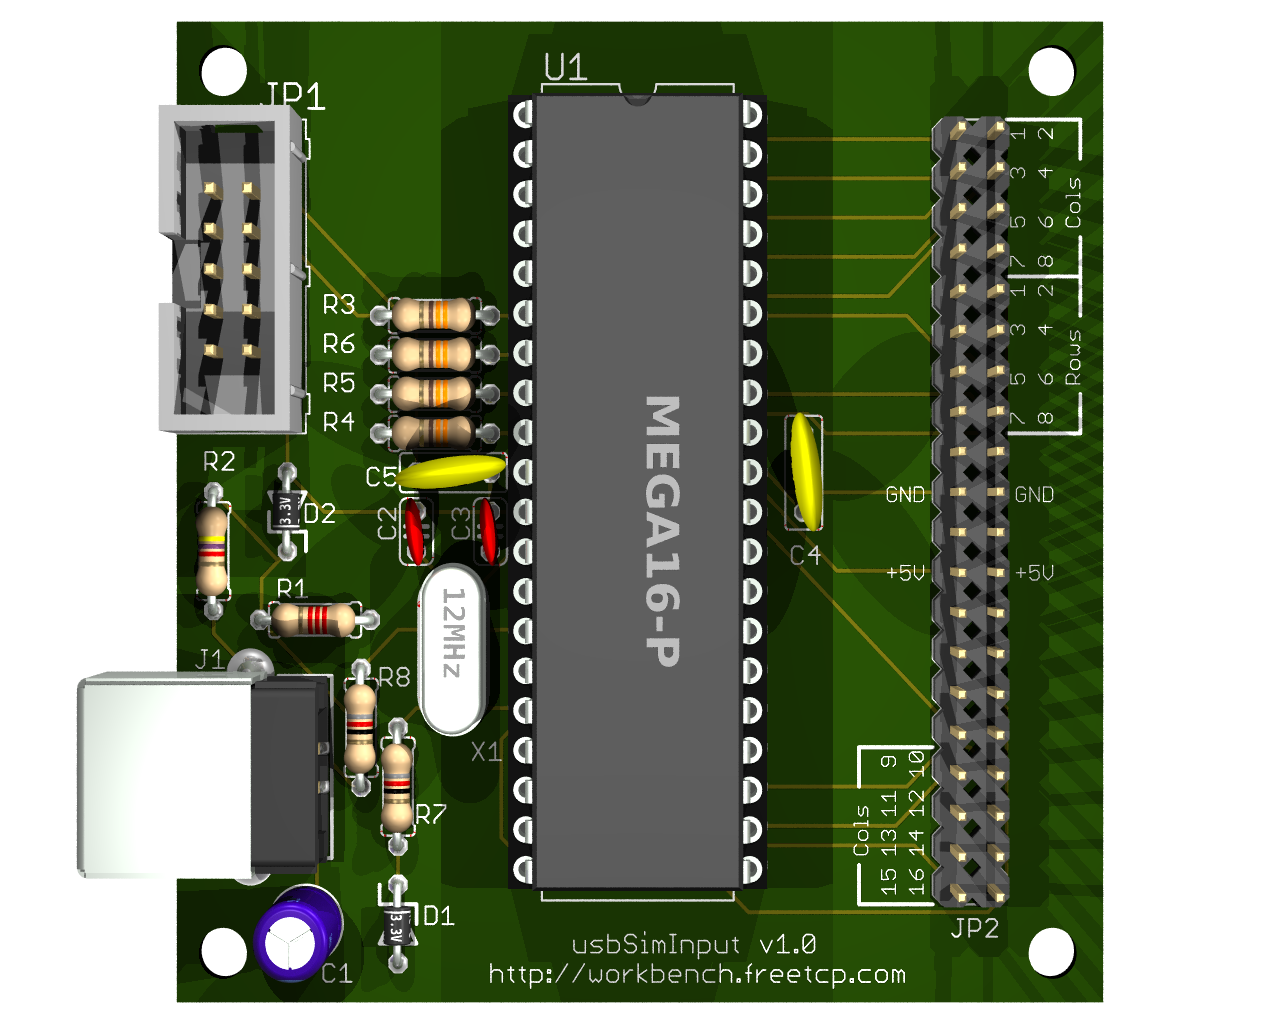 U1
JP1
1 2
3 4
5 6
7 8
Cols
1 2
3 4
5 6
7 8
Rows
R3
R6
R5
R4
MEGA16-P
R2
C5
3.3V
D2
C2
C3
C4
GND GND
+5V +5V
R1
12MHz
J1
R8
X1
R7
9 10
11 12
13 14
15 16
Cols
3.3V
D1
C1
JP2
usbSimInput v1.0
http://workbench.freetcp.com